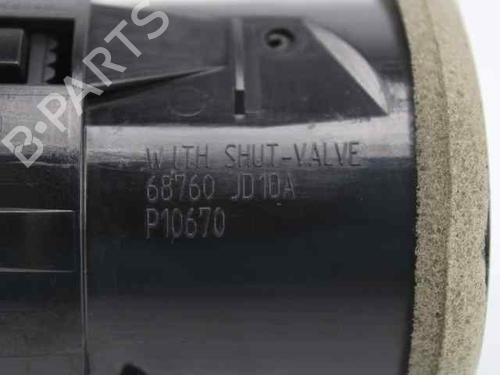 B-PARTS
WITH SHUT-VALVE
68760 JD10A
P10670